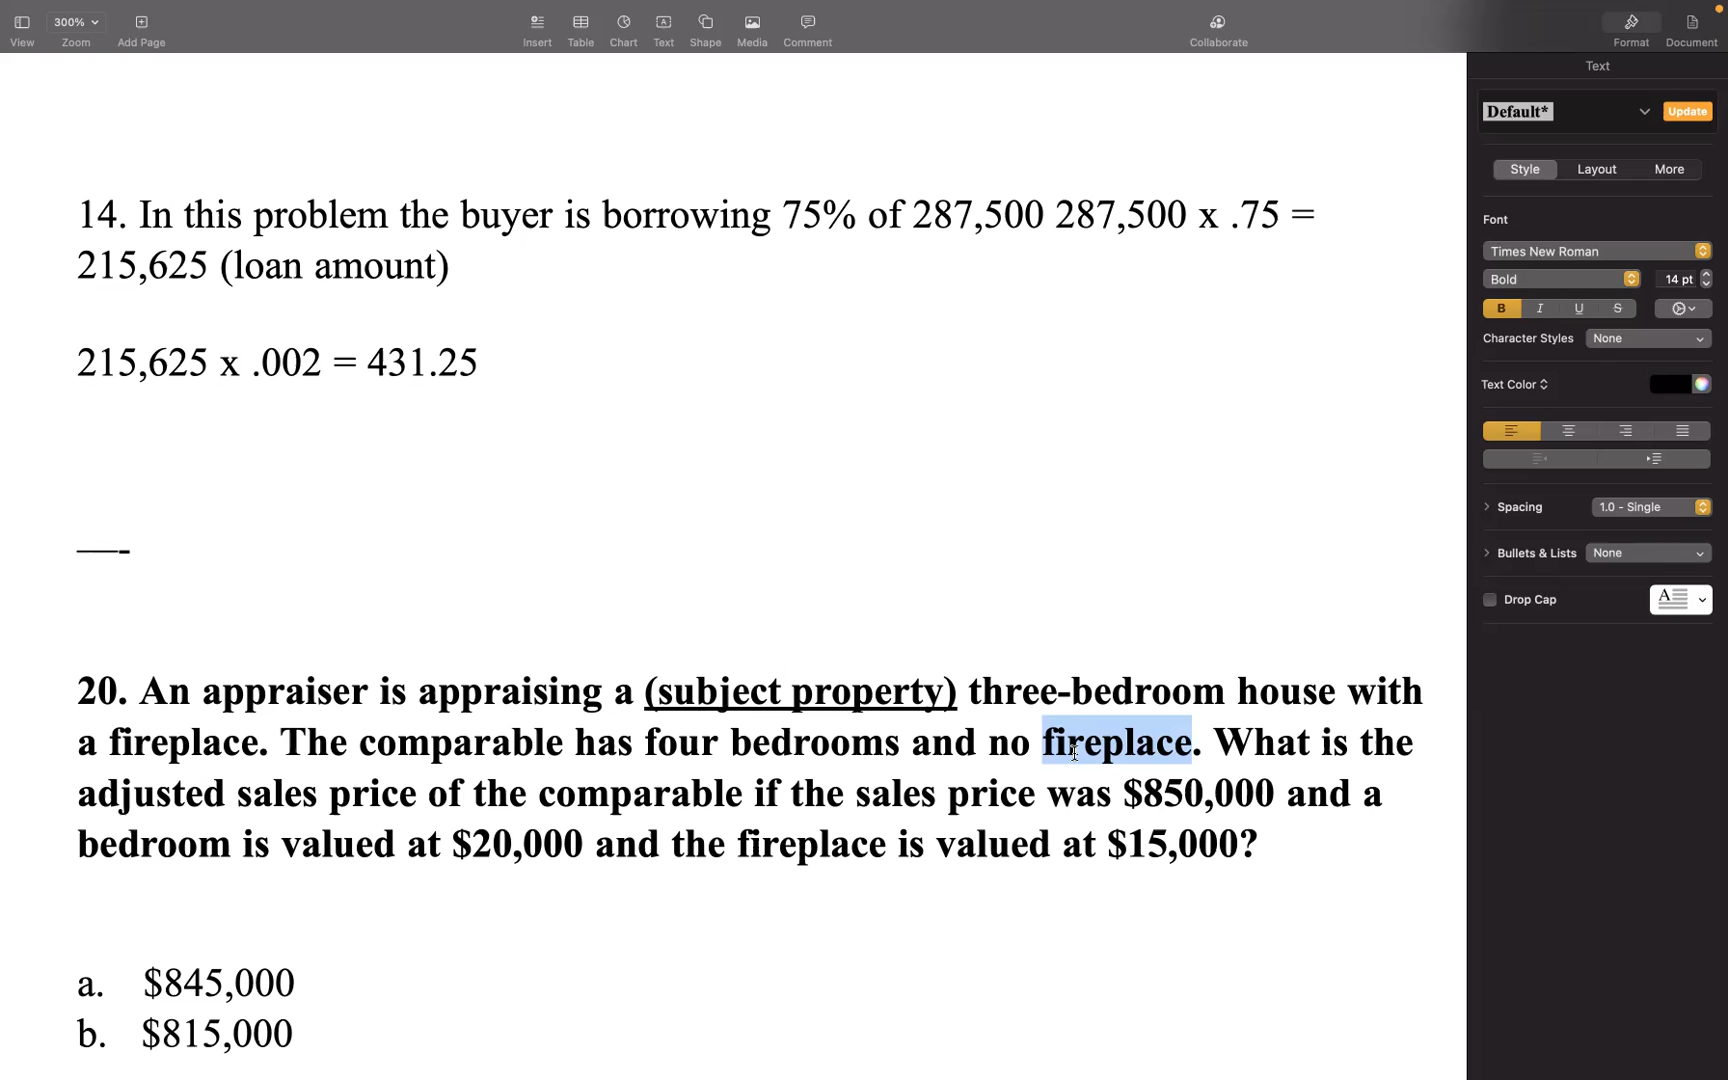 300%
View
Zoom
Add Page
Insert
Table
Chart
Text
Shape
Media
Comment
Collaborate
Format
Document
14. In this problem the buyer is borrowing 75% of 287,500 287,500 x .75 =
215,625 (loan amount)
215,625 x .002 = 431.25
—-
20. An appraiser is appraising a (subject property) three-bedroom house with
a fireplace. The comparable has four bedrooms and no fireplace. What is the
adjusted sales price of the comparable if the sales price was $850,000 and a
bedroom is valued at $20,000 and the fireplace is valued at $15,000?
a. $845,000
b. $815,000
Text
Default*
Update
Style
Layout
More
Font
Times New Roman
Bold
14 pt
B I U S
Character Styles
None
Text Color
Spacing
1.0 - Single
Bullets & Lists
None
Drop Cap
A